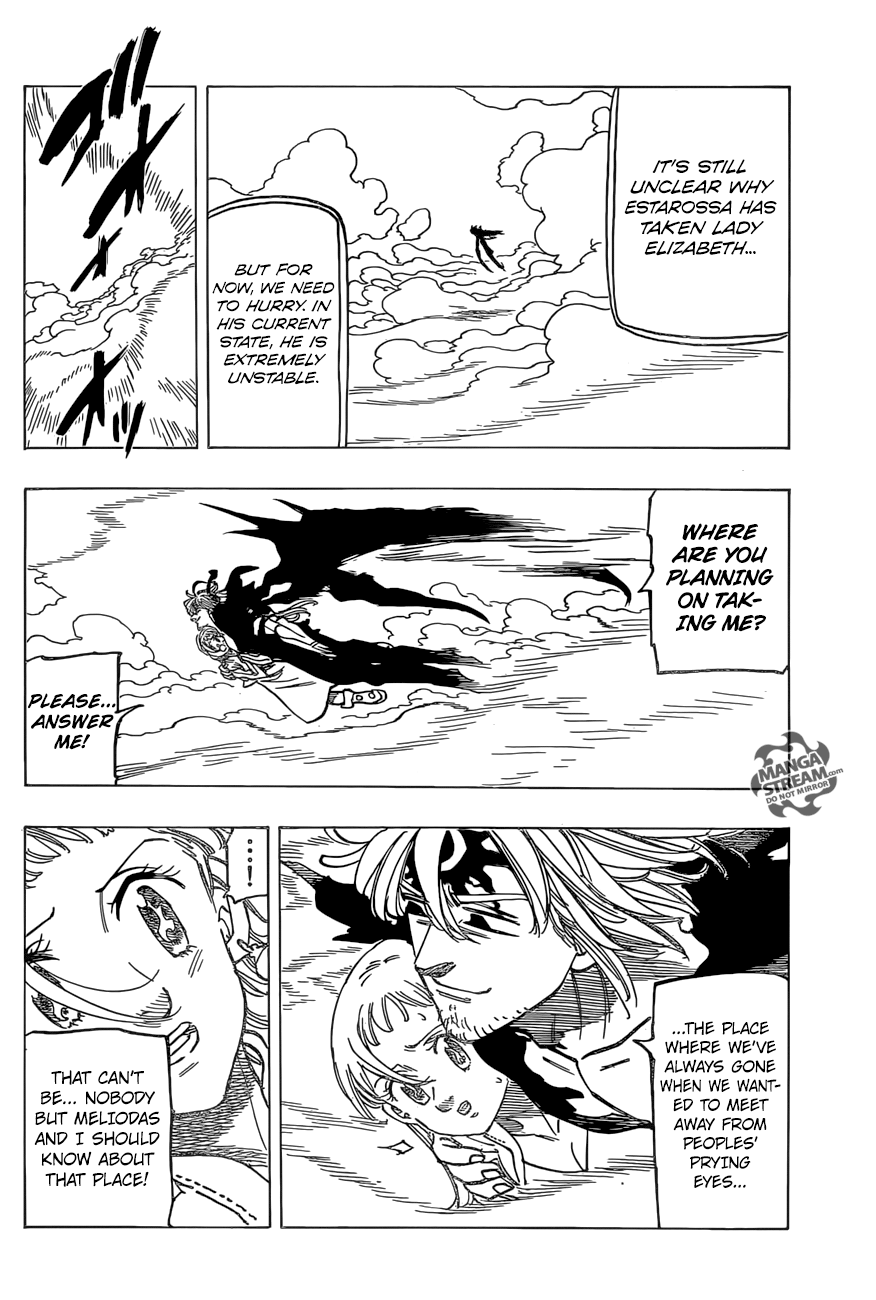 IT'S STILL
UNCLEAR WHY
ESTAROSSA HAS
TAKEN LADY
ELIZABETH...
BUT FOR
NOW, WE NEED
TO HURRY. IN
HIS CURRENT
STATE, HE IS
EXTREMELY
UNSTABLE.
WHERE
ARE YOU
PLANNING
ON TAK-
ING ME?
PLEASE...
ANSWER
ME!
MANGA
STREAM.com
DO NOT MIRROR
...THE PLACE
WHERE WE'VE
ALWAYS GONE
WHEN WE WANT-
ED TO MEET
AWAY FROM
PEOPLES'
PRYING
EYES...
...!
THAT CAN'T
BE... NOBODY
BUT MELIODAS
AND I SHOULD
KNOW ABOUT
THAT PLACE!